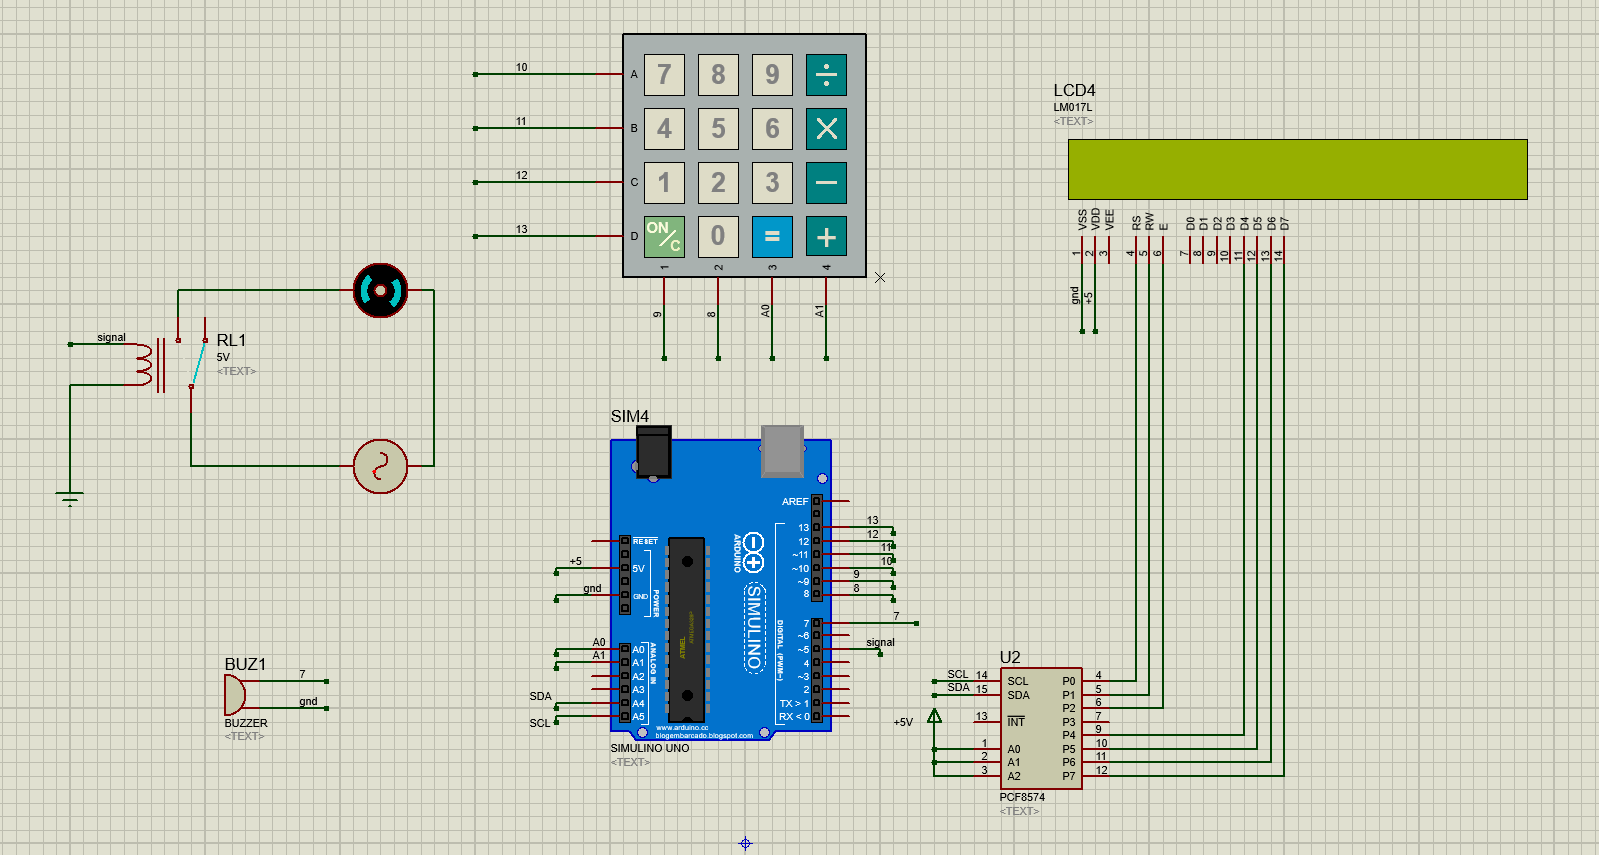 10
A
7
8
9
÷
11
B
4
5
6
×
12
C
1
2
3
−
13
D
ON/C
0
=
+
1
2
3
4
9
8
A0
A1
LCD4
LM017L
<TEXT>
VSS
VDD
VEE
RS
RW
E
D0
D1
D2
D3
D4
D5
D6
D7
1
2
3
4
5
6
7
8
9
10
11
12
13
14
gnd
+5
signal
RL1
5V
<TEXT>
SIM4
AREF
13
12
~11
~10
~9
8
13
12
11
10
9
8
RESET
5V
GND
POWER
+5
gnd
ARDUINO
SIMULINO
ATMEL
DIGITAL (PWM~)
7
~6
~5
4
~3
2
TX > 1
RX < 0
7
signal
ANALOG IN
A0
A1
A2
A3
A4
A5
A0
A1
SDA
SCL
www.arduino.cc
blogembarcado.blogspot.com
SIMULINO UNO
<TEXT>
BUZ1
7
gnd
BUZZER
<TEXT>
U2
SCL
14
SCL
P0
4
SDA
15
SDA
P1
5
P2
6
+5V
13
INT
P3
7
P4
9
1
A0
P5
10
2
A1
P6
11
3
A2
P7
12
PCF8574
<TEXT>